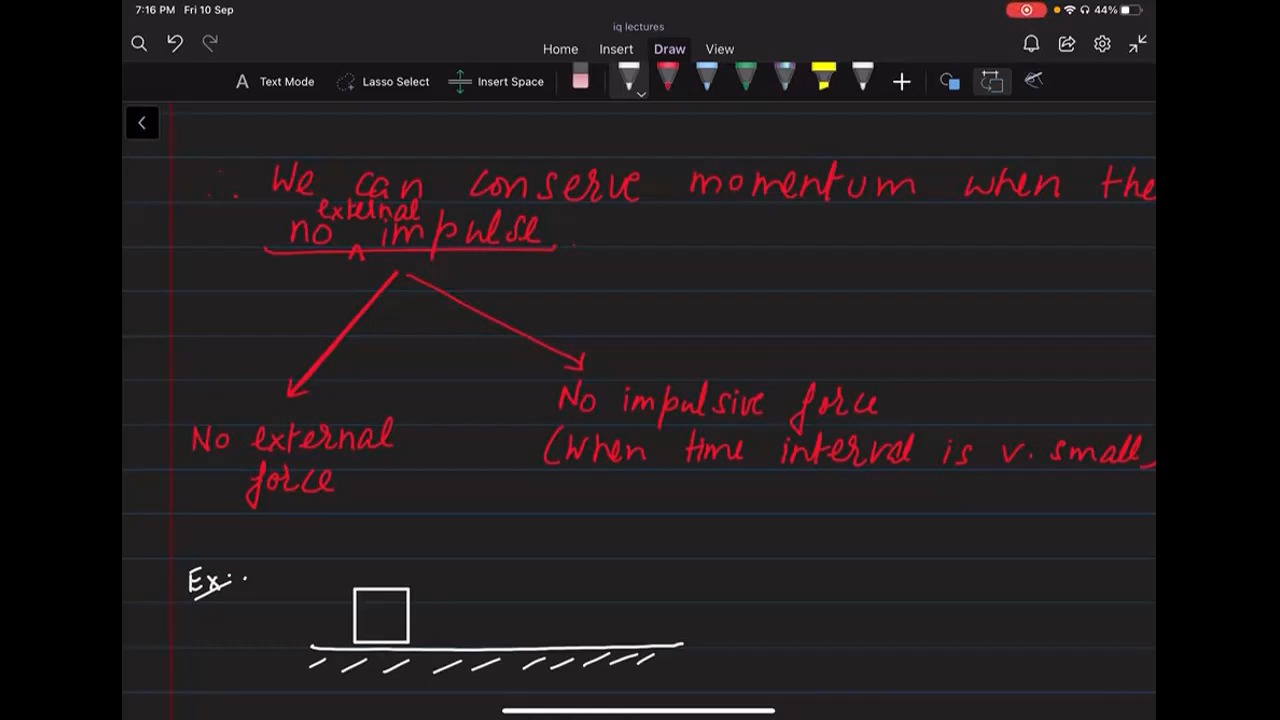 7:16 PM Fri 10 Sep
44%
iq lectures
Home Insert Draw View
Text Mode Lasso Select Insert Space
∴ We can conserve momentum when the
external
no ^ impulse.
No impulsive force
(When time interval is v. small)
No external
force
Ex:.